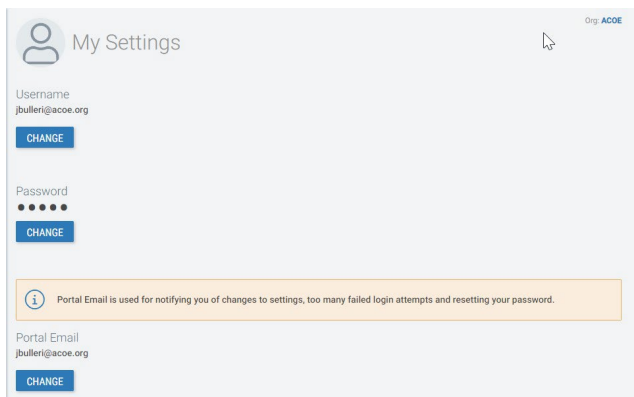 Org: ACOE
My Settings
Username
jbulleri@acoe.org
CHANGE
Password
CHANGE
Portal Email is used for notifying you of changes to settings, too many failed login attempts and resetting your password.
Portal Email
jbulleri@acoe.org
CHANGE